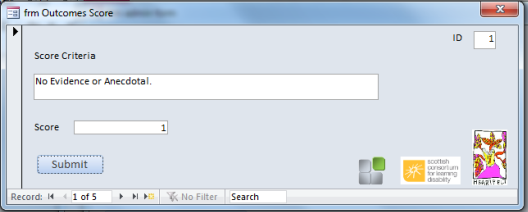 frm Outcomes Score
ID 1
Score Criteria
No Evidence or Anecdotal.
Score 1
Submit
scottish
consortium
for learning
disability
Record: 1 of 5 No Filter Search